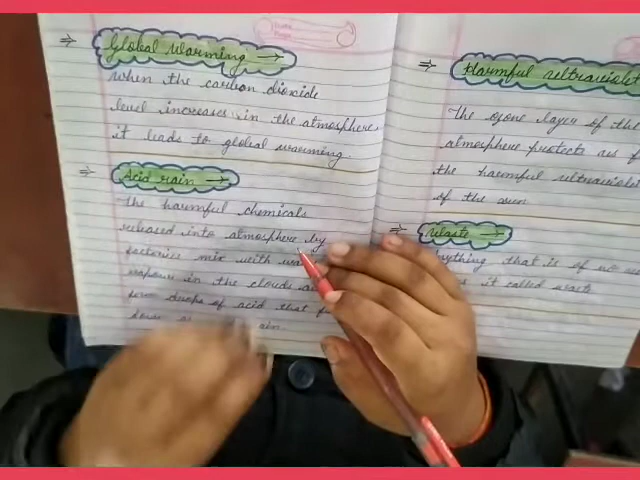 ⇒ Global Warming →
when the carbon dioxide
level increases in the atmosphere
it leads to global warming.
⇒ Acid rain →
The harmful chemicals
released into atmosphere by
factories mix with
vapour in the clouds
form drops of acid that
down
⇒ Harmful ultraviolet
The ozone layer of the
atmosphere protects us
the harmful ultraviolet
of the sun
⇒ Waste →
Anything that is of no
it called waste